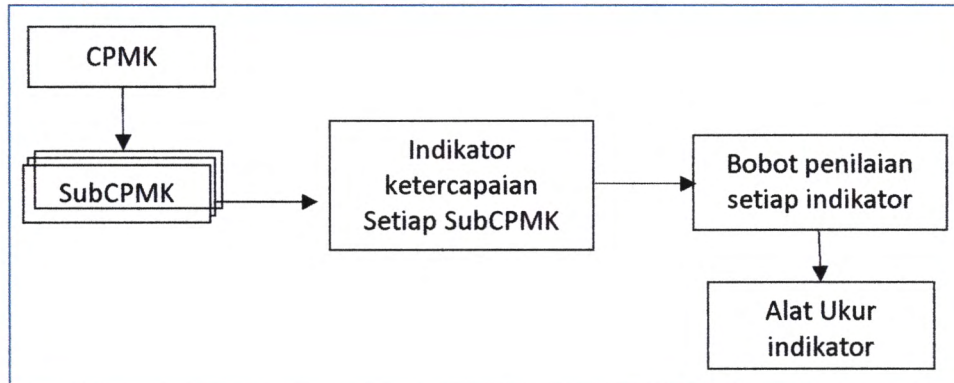 CPMK
SubCPMK
Indikator
ketercapaian
Setiap SubCPMK
Bobot penilaian
setiap indikator
Alat Ukur
indikator